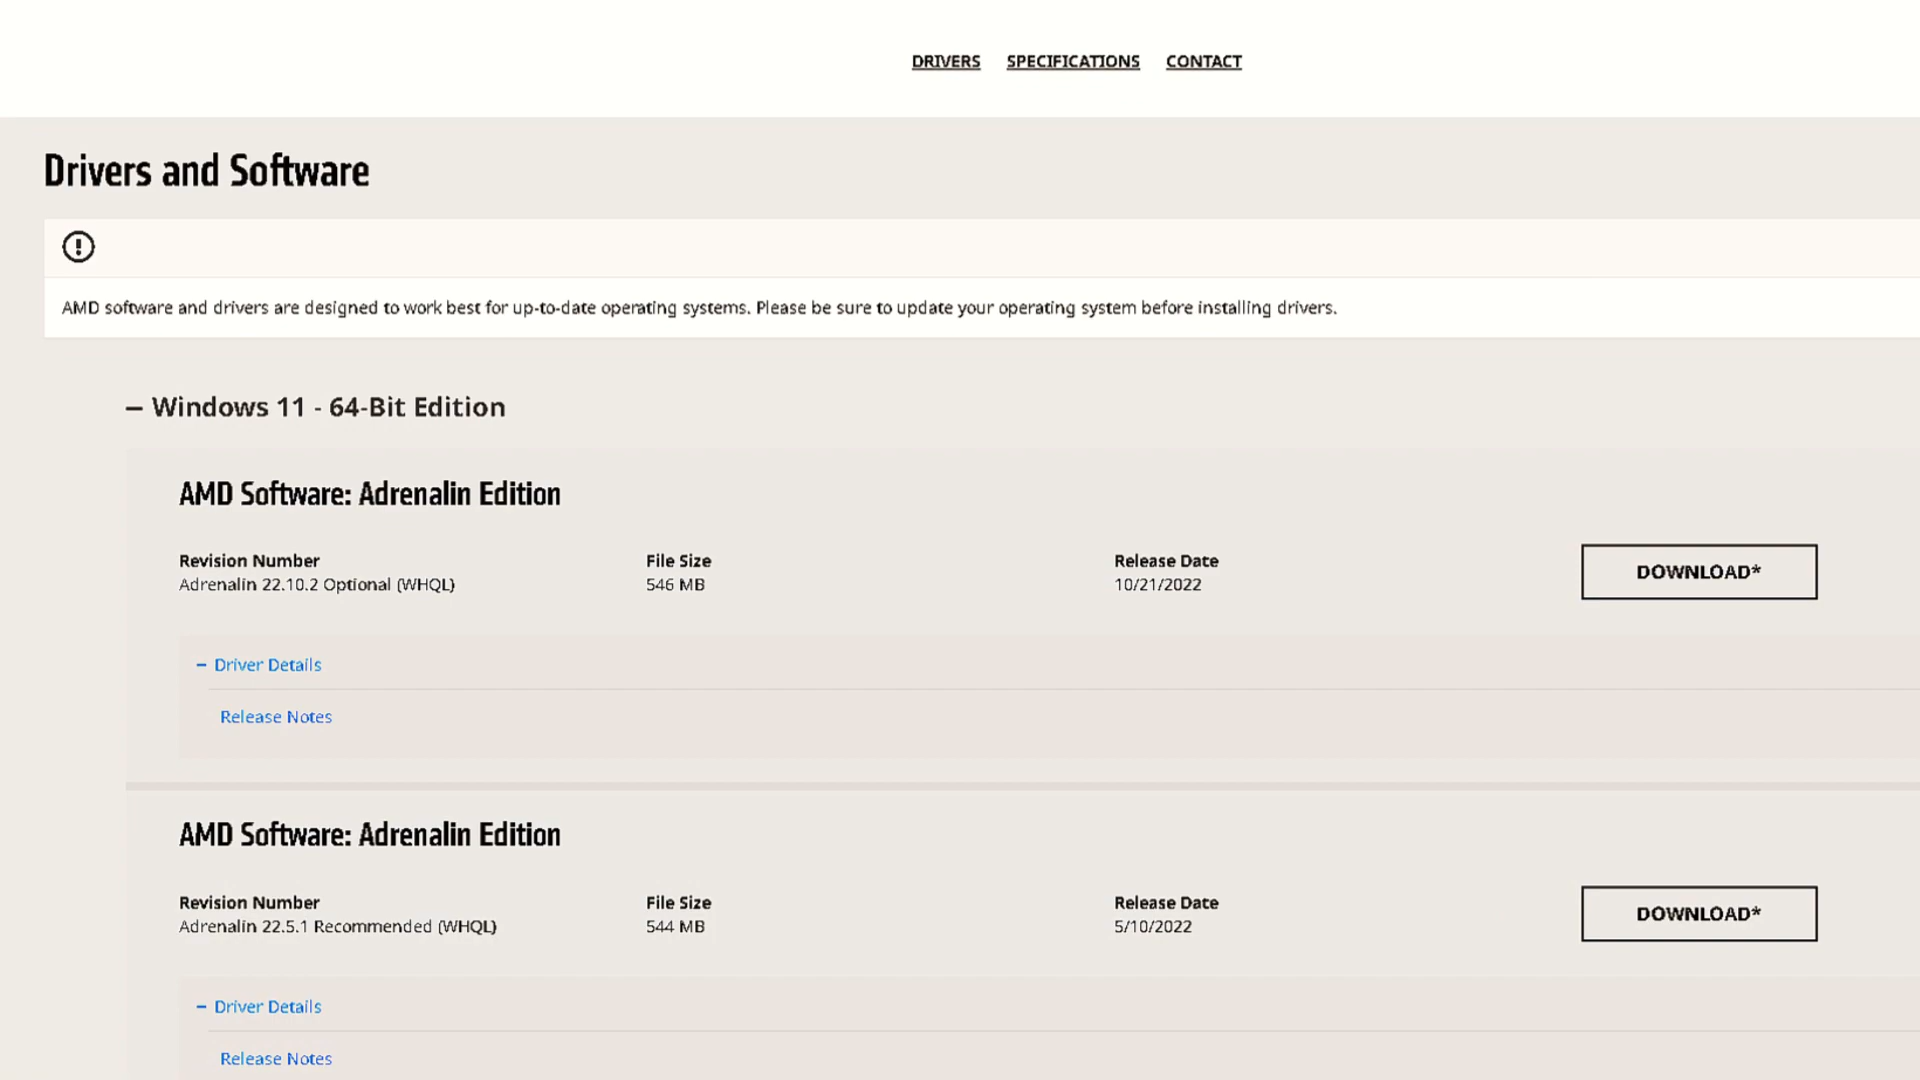 DRIVERS SPECIFICATIONS CONTACT
Drivers and Software
AMD software and drivers are designed to work best for up-to-date operating systems. Please be sure to update your operating system before installing drivers.
Windows 11 - 64-Bit Edition
AMD Software: Adrenalin Edition
Revision Number File Size Release Date
Adrenalin 22.10.2 Optional (WHQL) 546 MB 10/21/2022
DOWNLOAD*
Driver Details
Release Notes
AMD Software: Adrenalin Edition
Revision Number File Size Release Date
Adrenalin 22.5.1 Recommended (WHQL) 544 MB 5/10/2022
DOWNLOAD*
Driver Details
Release Notes